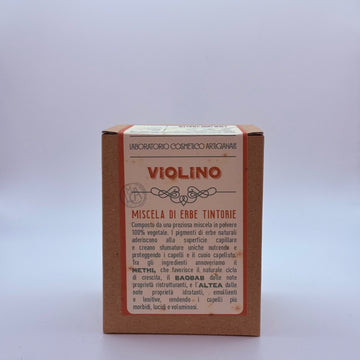 LABORATORIO COSMETICO ARTIGIANALE
VIOLINO
MISCELA DI ERBE TINTORIE
Composto da una preziosa miscela in polvere
100% vegetale. I pigmenti di erbe naturali
aderiscono alla superficie capillare
e creano sfumature uniche nutrendo e
proteggendo i capelli e il cuoio capelluto.
Tra gli ingredienti annoveriamo il
METHI, che favorisce il naturale ciclo
di crescita, il BAOBAB dalle note
proprietà ristrutturanti, e l'ALTEA dalle
note proprietà idratanti, emollienti
e lenitive, rendendo i capelli più
morbidi, lucidi e voluminosi.